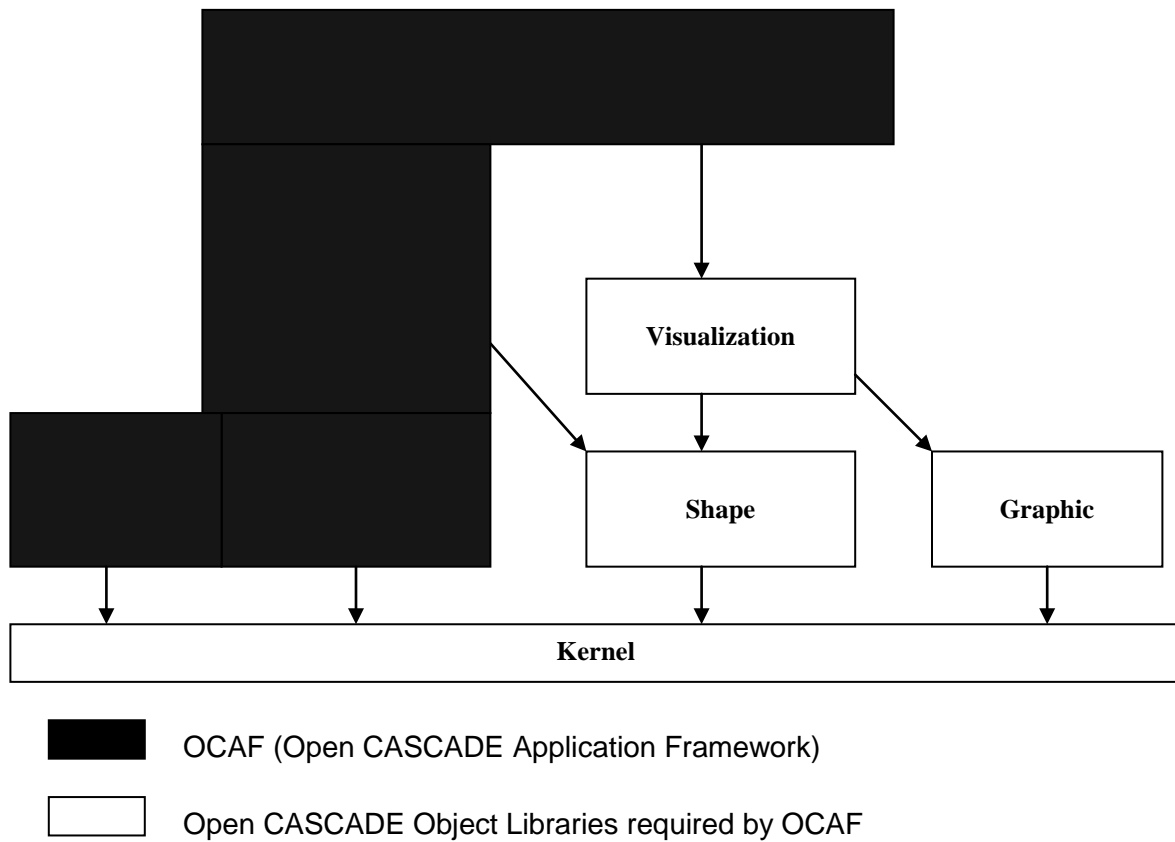 Visualization
Shape
Graphic
Kernel
OCAF (Open CASCADE Application Framework)
Open CASCADE Object Libraries required by OCAF